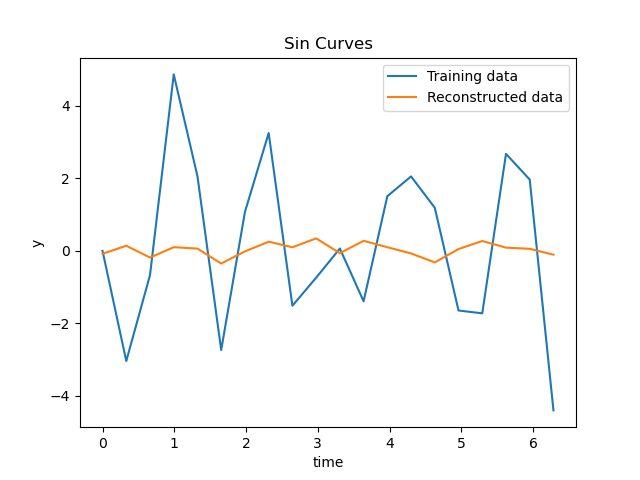 Sin Curves
Training data
Reconstructed data
4
2
0
−2
−4
y
0 1 2 3 4 5 6
time